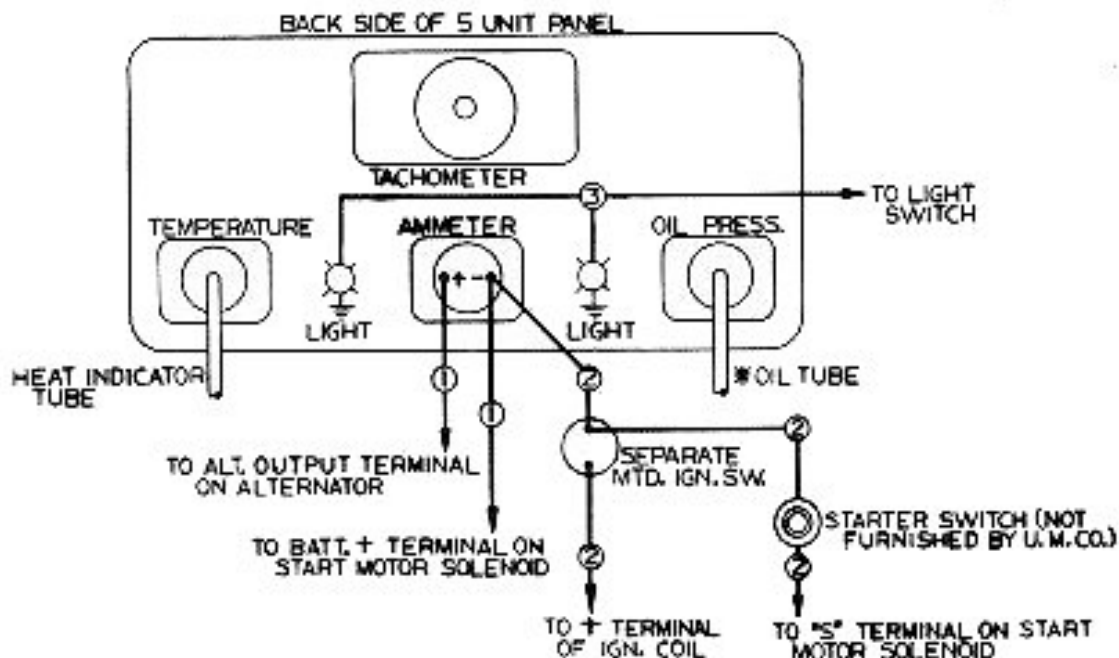 BACK SIDE OF 5 UNIT PANEL
TACHOMETER
3
TO LIGHT
SWITCH
TEMPERATURE
AMMETER
OIL PRESS.
+ -
LIGHT
LIGHT
HEAT INDICATOR
TUBE
1
2
*OIL TUBE
1
2
TO ALT. OUTPUT TERMINAL
ON ALTERNATOR
SEPARATE
MTD. IGN. SW.
STARTER SWITCH (NOT
FURNISHED BY U.M.CO.)
TO BATT. + TERMINAL ON
START MOTOR SOLENOID
2
2
TO + TERMINAL
OF IGN. COIL
TO "S" TERMINAL ON START
MOTOR SOLENOID